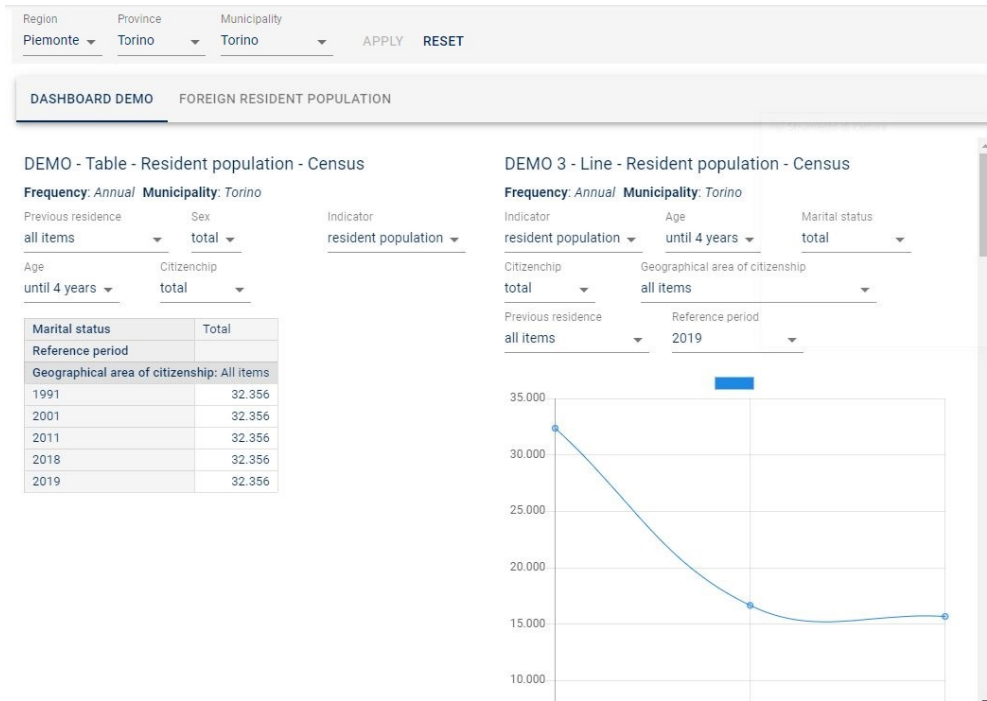 Region Province Municipality
Piemonte Torino Torino APPLY RESET
DASHBOARD DEMO FOREIGN RESIDENT POPULATION
DEMO - Table - Resident population - Census
Frequency: Annual Municipality: Torino
Previous residence Sex Indicator
all items total resident population
Age Citizenchip
until 4 years total
Marital status Total
Reference period
Geographical area of citizenship: All items
1991 32.356
2001 32.356
2011 32.356
2018 32.356
2019 32.356
DEMO 3 - Line - Resident population - Census
Frequency: Annual Municipality: Torino
Indicator Age Marital status
resident population until 4 years total
Citizenchip Geographical area of citizenship
total all items
Previous residence Reference period
all items 2019
35.000
30.000
25.000
20.000
15.000
10.000